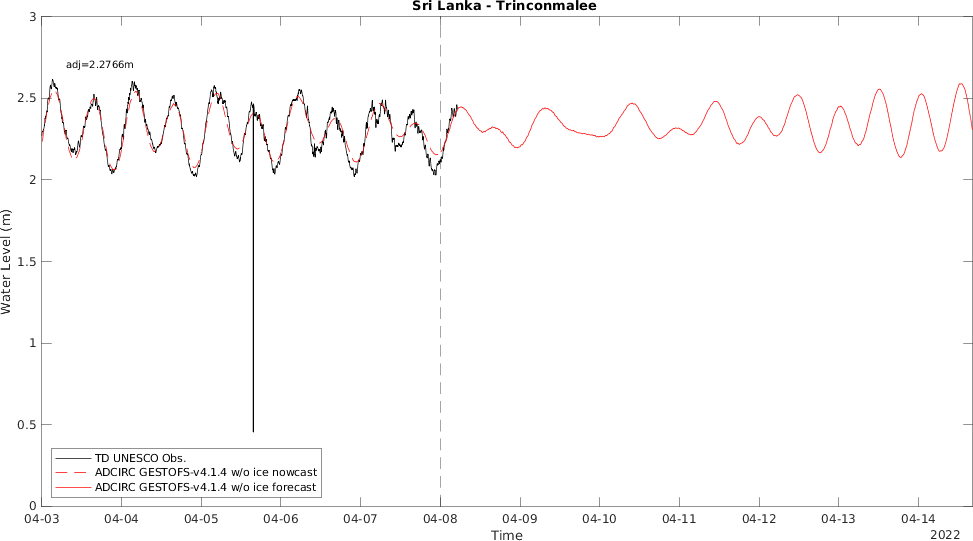 Sri Lanka - Trinconmalee
3
adj=2.2766m
2.5
2
1.5
1
0.5
0
Water Level (m)
TD UNESCO Obs.
ADCIRC GESTOFS-v4.1.4 w/o ice nowcast
ADCIRC GESTOFS-v4.1.4 w/o ice forecast
04-03 04-04 04-05 04-06 04-07 04-08 04-09 04-10 04-11 04-12 04-13 04-14
Time
2022